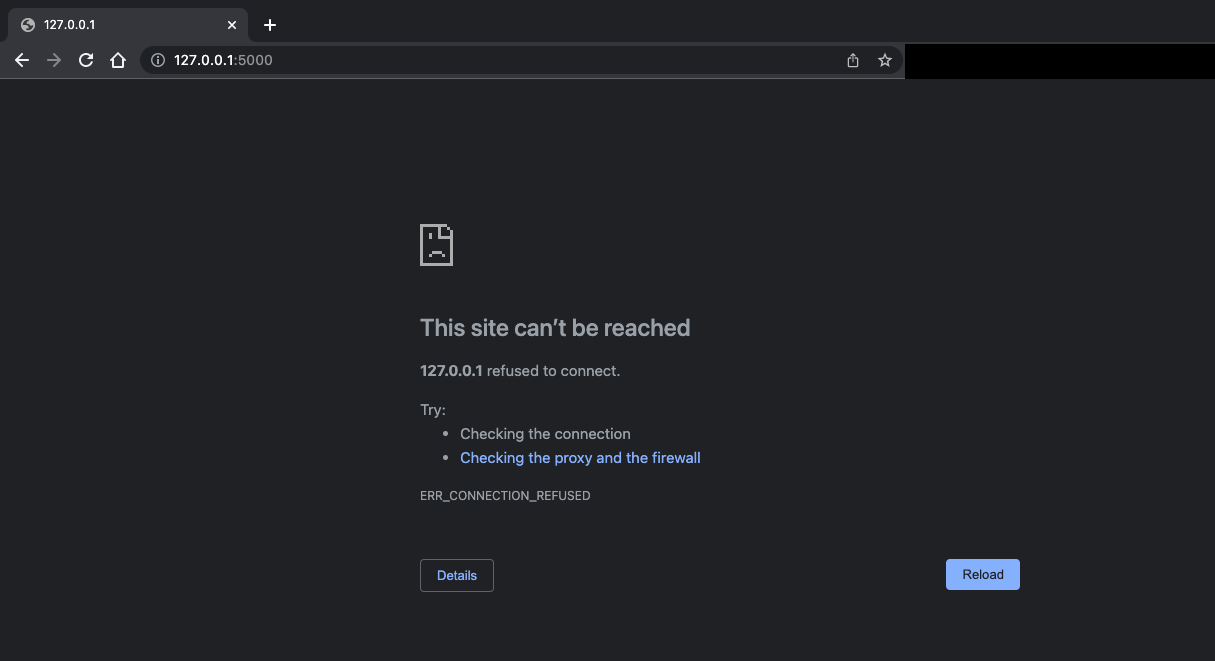 127.0.0.1
127.0.0.1:5000
This site can’t be reached
127.0.0.1 refused to connect.
Try:
• Checking the connection
• Checking the proxy and the firewall
ERR_CONNECTION_REFUSED
Details
Reload